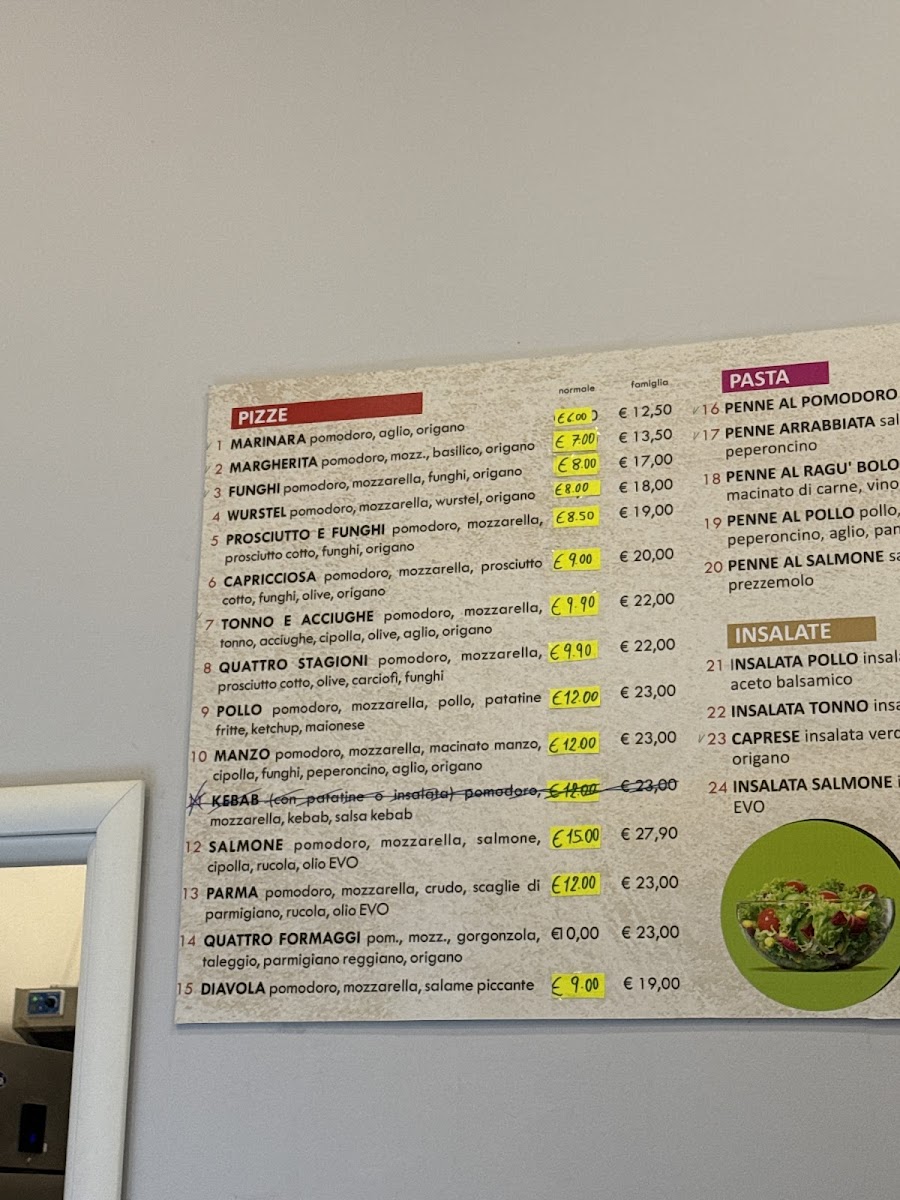 PIZZE
normale famiglia
1 MARINARA pomodoro, aglio, origano € 6.00 € 12,50
2 MARGHERITA pomodoro, mozz., basilico, origano € 7.00 € 13,50
3 FUNGHI pomodoro, mozzarella, funghi, origano € 8.00 € 17,00
4 WURSTEL pomodoro, mozzarella, wurstel, origano € 8.00 € 18,00
5 PROSCIUTTO E FUNGHI pomodoro, mozzarella, € 8.50 € 19,00
prosciutto cotto, funghi, origano
6 CAPRICCIOSA pomodoro, mozzarella, prosciutto € 9.00 € 20,00
cotto, funghi, olive, origano
7 TONNO E ACCIUGHE pomodoro, mozzarella, € 9.90 € 22,00
tonno, acciughe, cipolla, olive, aglio, origano
8 QUATTRO STAGIONI pomodoro, mozzarella, € 9.90 € 22,00
prosciutto cotto, olive, carciofi, funghi
9 POLLO pomodoro, mozzarella, pollo, patatine € 12.00 € 23,00
fritte, ketchup, maionese
10 MANZO pomodoro, mozzarella, macinato manzo, € 12.00 € 23,00
cipolla, funghi, peperoncino, aglio, origano
KEBAB (con patatine o insalata) pomodoro, € 12.00 € 23,00
mozzarella, kebab, salsa kebab
12 SALMONE pomodoro, mozzarella, salmone, € 15.00 € 27,90
cipolla, rucola, olio EVO
13 PARMA pomodoro, mozzarella, crudo, scaglie di € 12.00 € 23,00
parmigiano, rucola, olio EVO
14 QUATTRO FORMAGGI pom., mozz., gorgonzola, €10,00 € 23,00
taleggio, parmigiano reggiano, origano
15 DIAVOLA pomodoro, mozzarella, salame piccante € 9.00 € 19,00
PASTA
16 PENNE AL POMODORO
17 PENNE ARRABBIATA sal
peperoncino
18 PENNE AL RAGU' BOLO
macinato di carne, vino
19 PENNE AL POLLO pollo,
peperoncino, aglio, pan
20 PENNE AL SALMONE sa
prezzemolo
INSALATE
21 INSALATA POLLO insal
aceto balsamico
22 INSALATA TONNO insa
23 CAPRESE insalata verd
origano
24 INSALATA SALMONE i
EVO